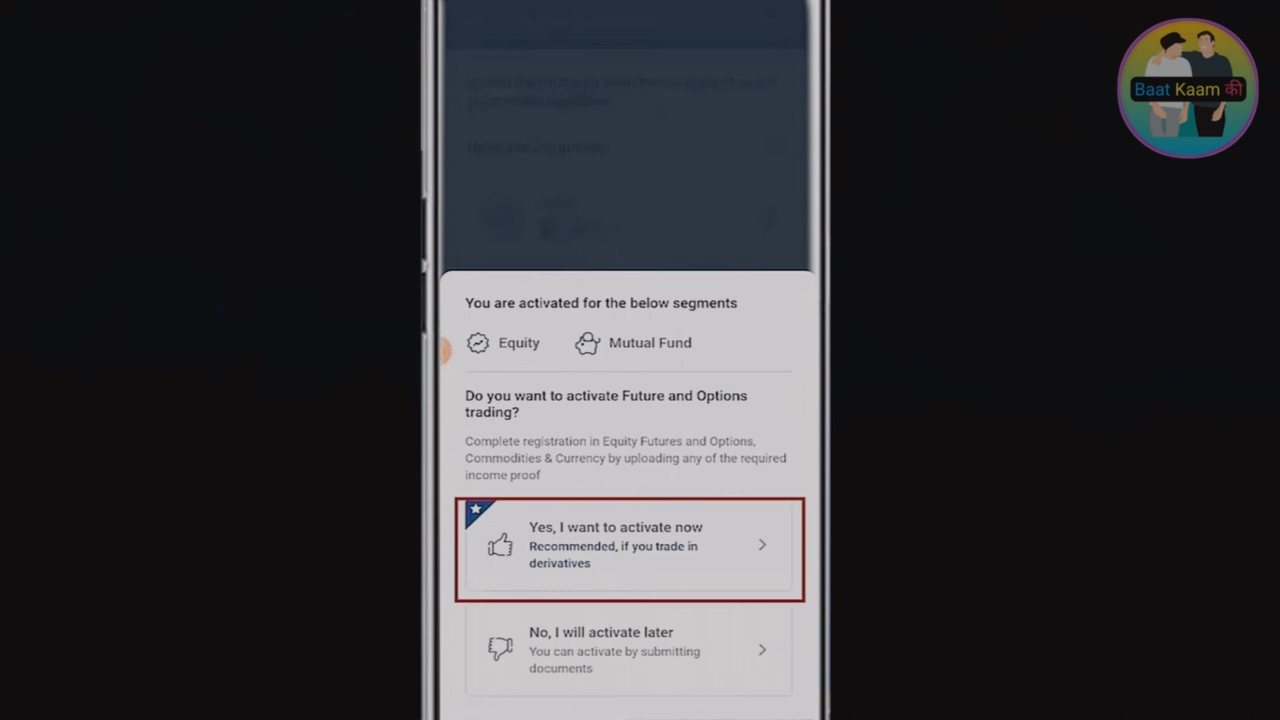 Baat Kaam की
You are activated for the below segments
Equity
Mutual Fund
Do you want to activate Future and Options
trading?
Complete registration in Equity Futures and Options,
Commodities & Currency by uploading any of the required
income proof
Yes, I want to activate now
Recommended, if you trade in
derivatives
No, I will activate later
You can activate by submitting
documents